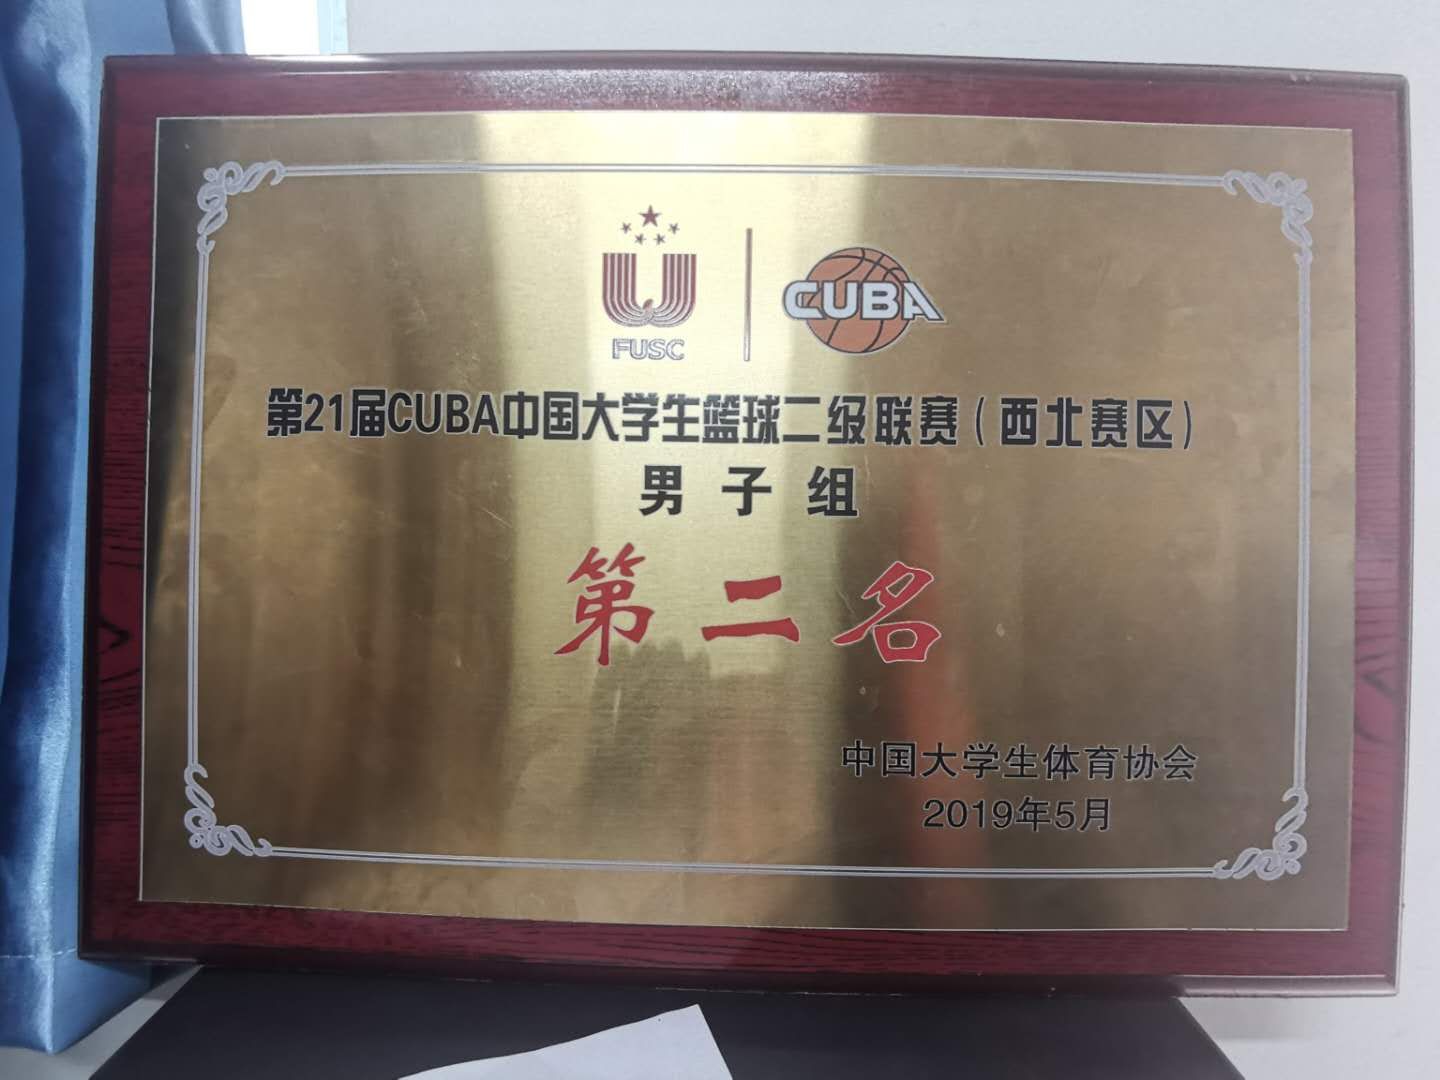 FUSC
CUBA
第21届CUBA中国大学生篮球二级联赛(西北赛区)
男子组
第二名
中国大学生体育协会
2019年5月